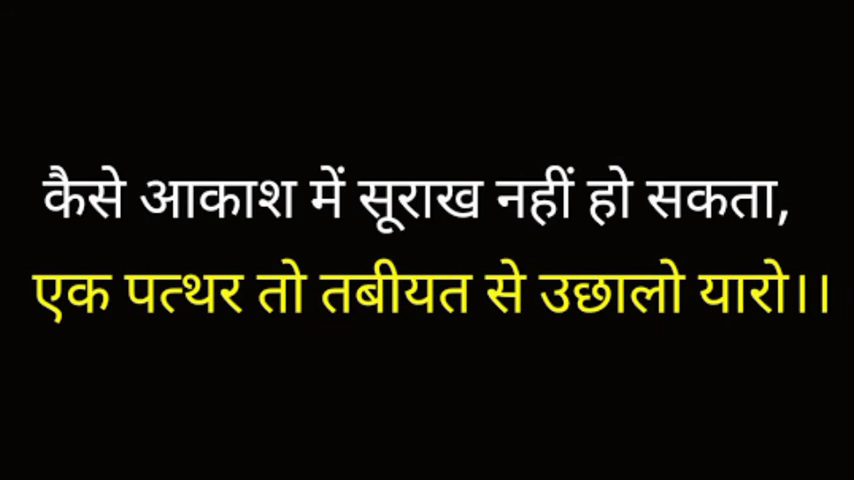 कैसे आकाश में सूराख नहीं हो सकता,
एक पत्थर तो तबीयत से उछालो यारो।।